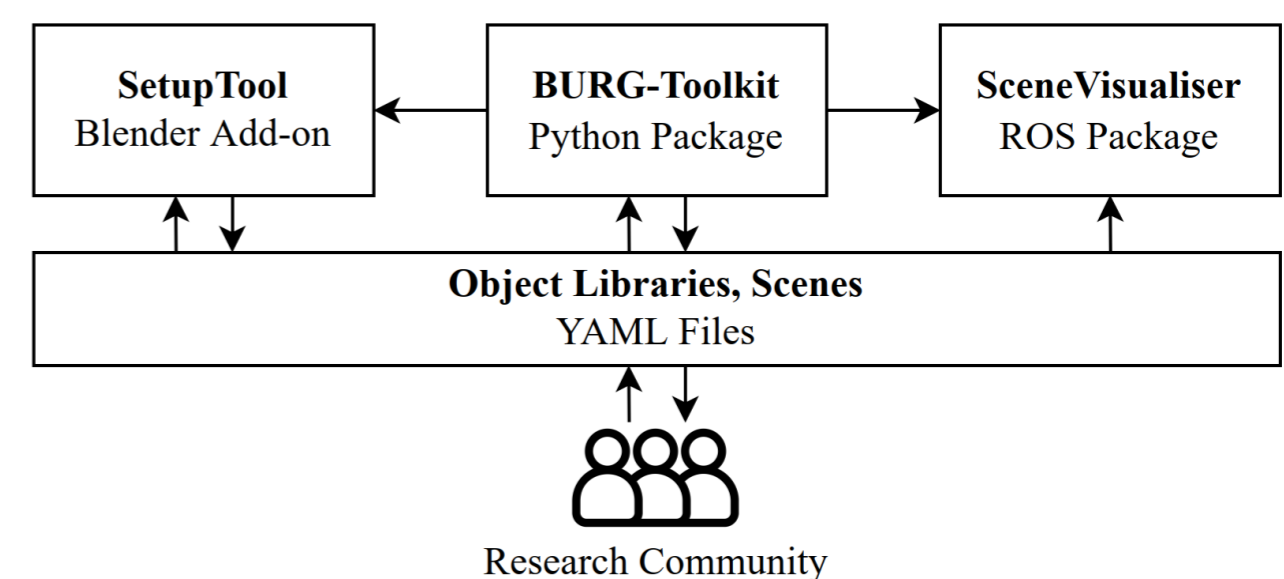 SetupTool
Blender Add-on
BURG-Toolkit
Python Package
SceneVisualiser
ROS Package
Object Libraries, Scenes
YAML Files
Research Community